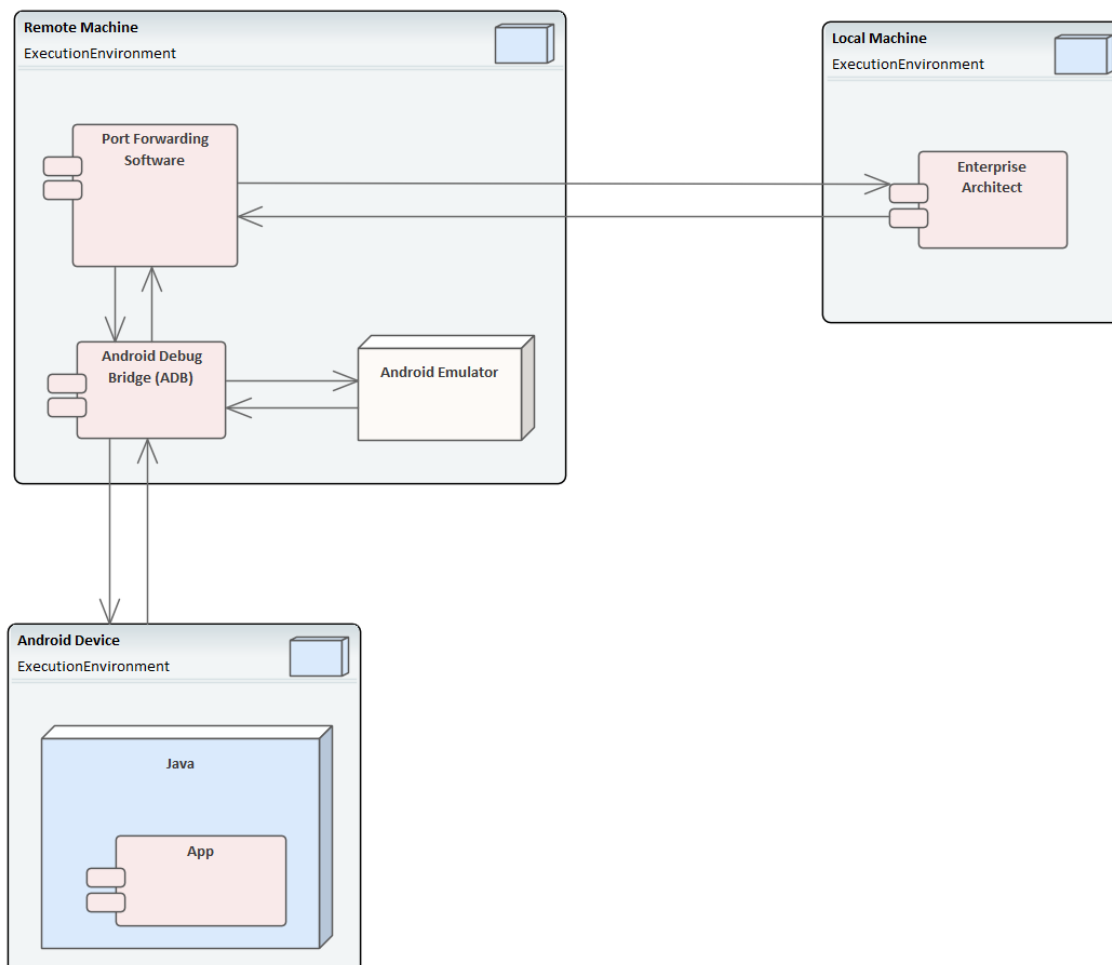 Remote Machine
ExecutionEnvironment
Port Forwarding
Software
Android Debug
Bridge (ADB)
Android Emulator
Local Machine
ExecutionEnvironment
Enterprise
Architect
Android Device
ExecutionEnvironment
Java
App